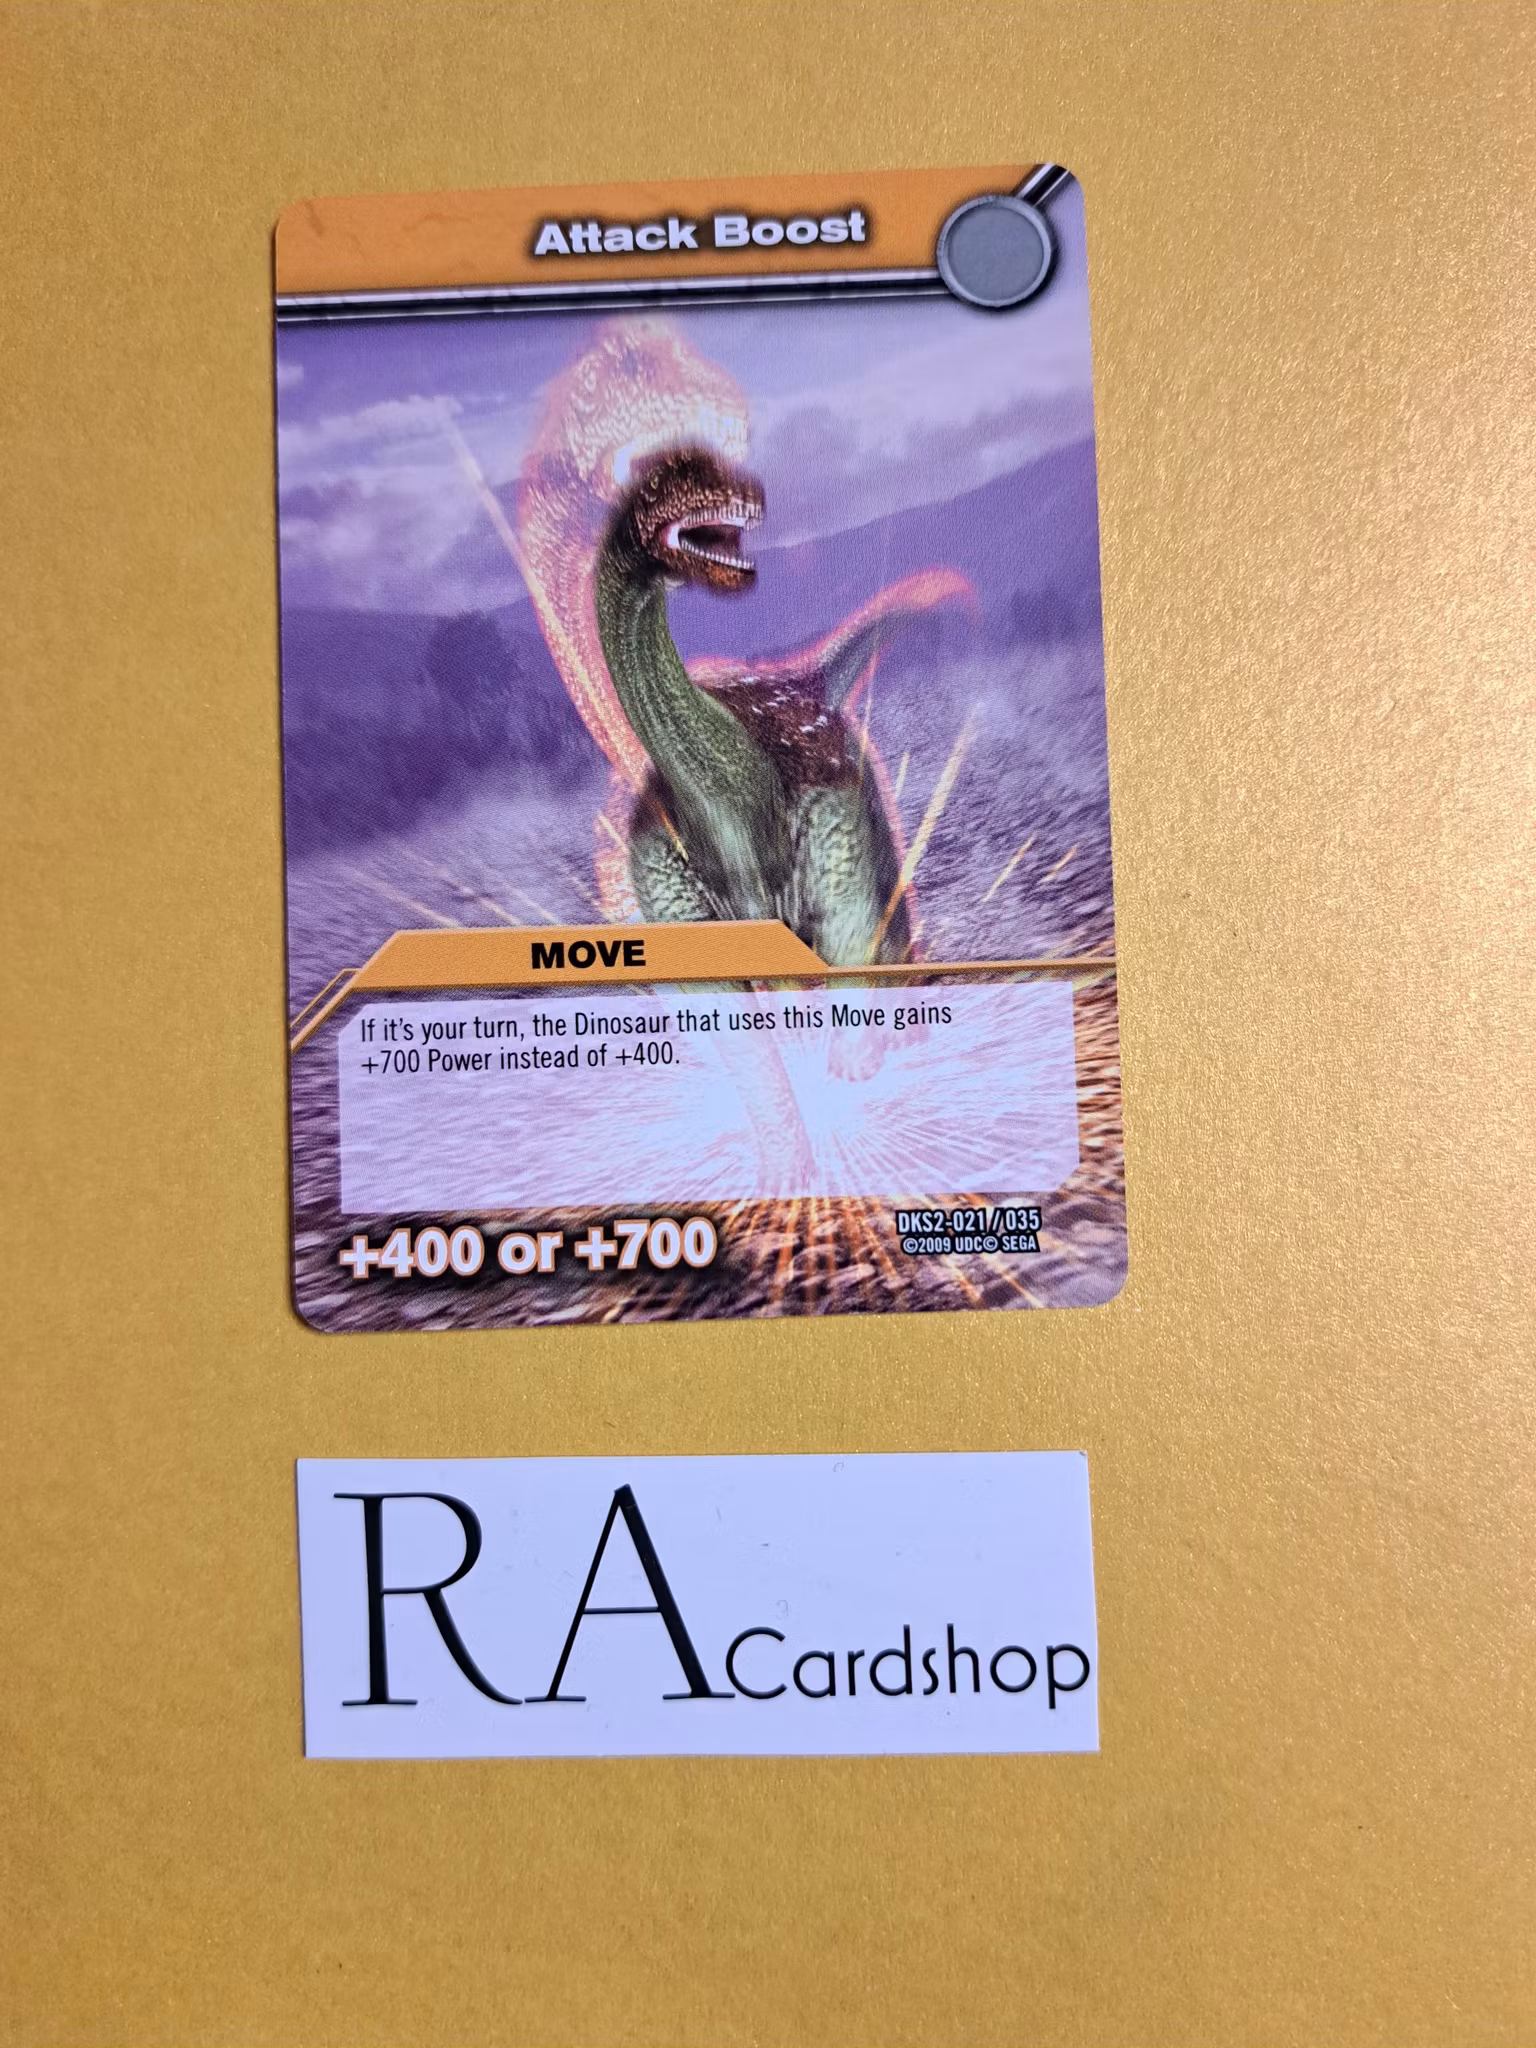 Attack Boost
MOVE
If it's your turn, the Dinosaur that uses this Move gains
+700 Power instead of +400.
+400 or +700
DKS2-021/035
©2009 UDC© SEGA
RA Cardshop